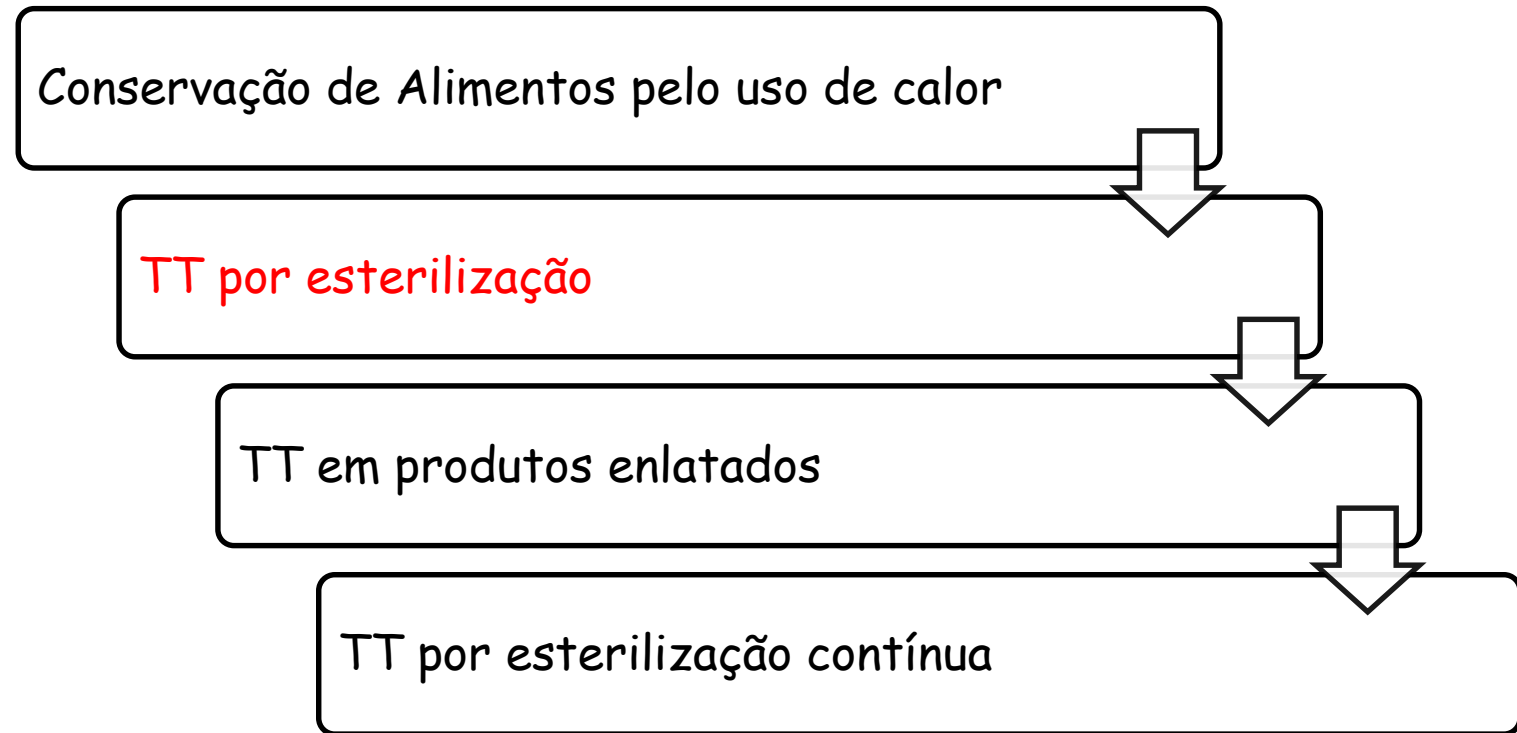 Conservação de Alimentos pelo uso de calor
TT por esterilização
TT em produtos enlatados
TT por esterilização contínua